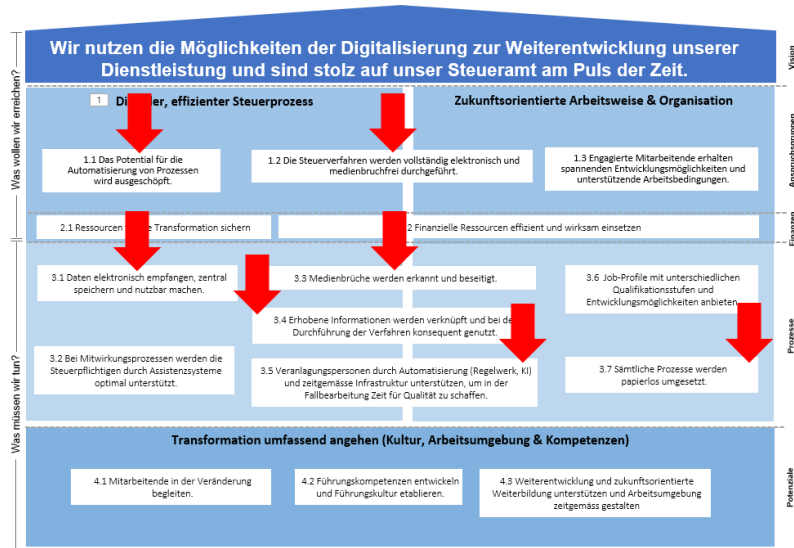 Wir nutzen die Möglichkeiten der Digitalisierung zur Weiterentwicklung unserer
Dienstleistung und sind stolz auf unser Steueramt am Puls der Zeit.
Vision
Was wollen wir erreichen?
1
effizienter Steuerprozess
Zukunftsorientierte Arbeitsweise & Organisation
1.1 Das Potential für die
Automatisierung von Prozessen
wird ausgeschöpft.
1.2 Die Steuerverfahren werden vollständig elektronisch und
medienbruchfrei durchgeführt.
1.3 Engagierte Mitarbeitende erhalten
spannenden Entwicklungsmöglichkeiten und
unterstützende Arbeitsbedingungen.
2.1 Ressourcen Transformation sichern
2 Finanzielle Ressourcen effizient und wirksam einsetzen
Finanzen
Was müssen wir tun?
3.1 Daten elektronisch empfangen, zentral
speichern und nutzbar machen.
3.3 Medienbrüche werden erkannt und beseitigt.
3.6 Job-Profile mit unterschiedlichen
Qualifikationsstufen und
Entwicklungsmöglichkeiten anbieten
3.4 Erhobene Informationen werden verknüpft und bei de
Durchführung der Verfahren konsequent genutzt.
Prozesse
3.2 Bei Mitwirkungsprozessen werden die
Steuerpflichtigen durch Assistenzsysteme
optimal unterstützt.
3.5 Veranlagungspersonen durch Automatisierung (Regelwerk, KI)
und zeitgemässe Infrastruktur unterstützen, um in der
Fallbearbeitung Zeit für Qualität zu schaffen.
3.7 Sämtliche Prozesse werden
papierlos umgesetzt.
Transformation umfassend angehen (Kultur, Arbeitsumgebung & Kompetenzen)
4.1 Mitarbeitende in der Veränderung
begleiten.
4.2 Führungskompetenzen entwickeln
und Führungskultur etablieren.
4.3 Weiterentwicklung und zukunftsorientierte
Weiterbildung unterstützen und Arbeitsumgebung
zeitgemäss gestalten
Potenziale